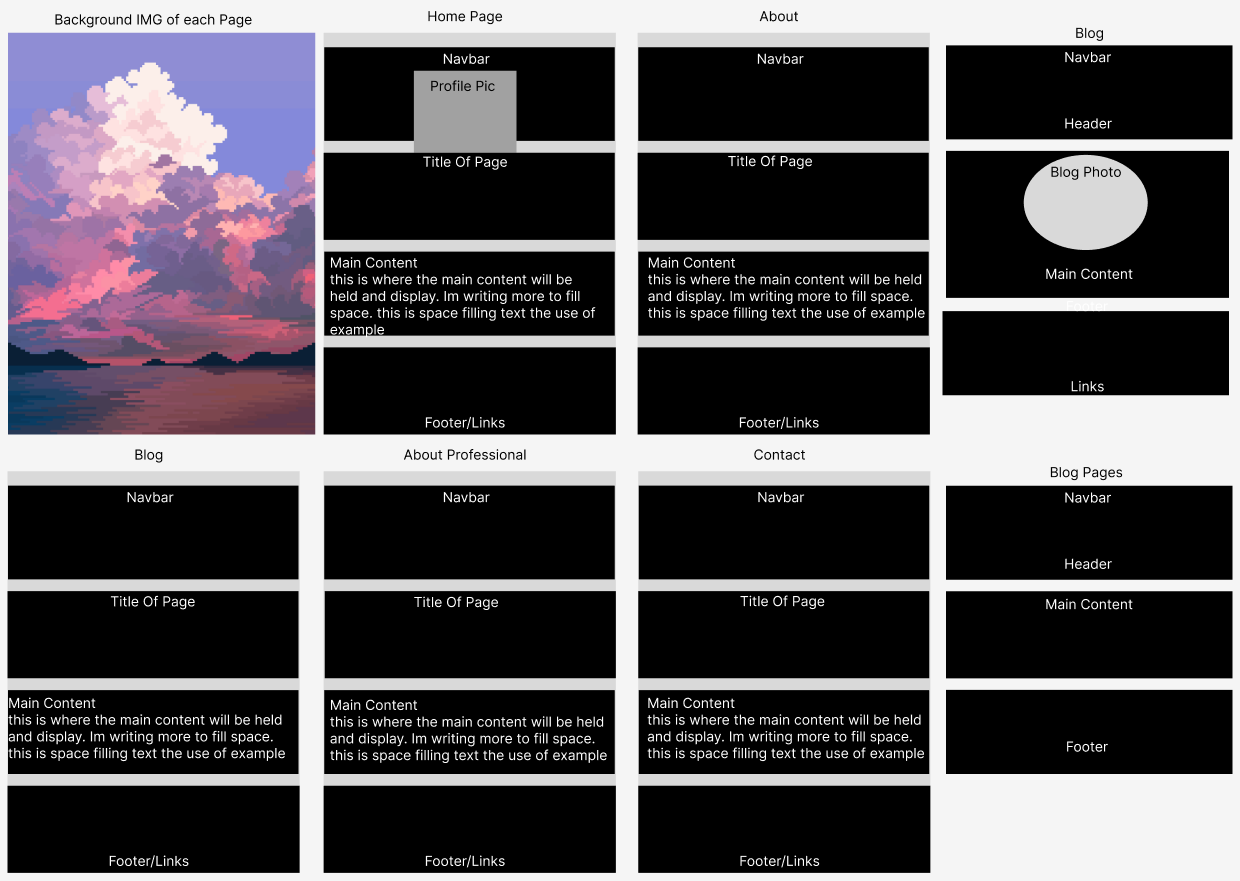 Background IMG of each Page
Home Page
Navbar
Profile Pic
Title Of Page
Main Content
this is where the main content will be
held and display. Im writing more to fill
space. this is space filling text the use of
example
Footer/Links
About
Navbar
Title Of Page
Main Content
this is where the main content will be held
and display. Im writing more to fill space.
this is space filling text the use of example
Footer/Links
Blog
Navbar
Header
Blog Photo
Main Content
Footer
Links
Blog
Navbar
Title Of Page
Main Content
this is where the main content will be held
and display. Im writing more to fill space.
this is space filling text the use of example
Footer/Links
About Professional
Navbar
Title Of Page
Main Content
this is where the main content will be held
and display. Im writing more to fill space.
this is space filling text the use of example
Footer/Links
Contact
Navbar
Title Of Page
Main Content
this is where the main content will be held
and display. Im writing more to fill space.
this is space filling text the use of example
Footer/Links
Blog Pages
Navbar
Header
Main Content
Footer